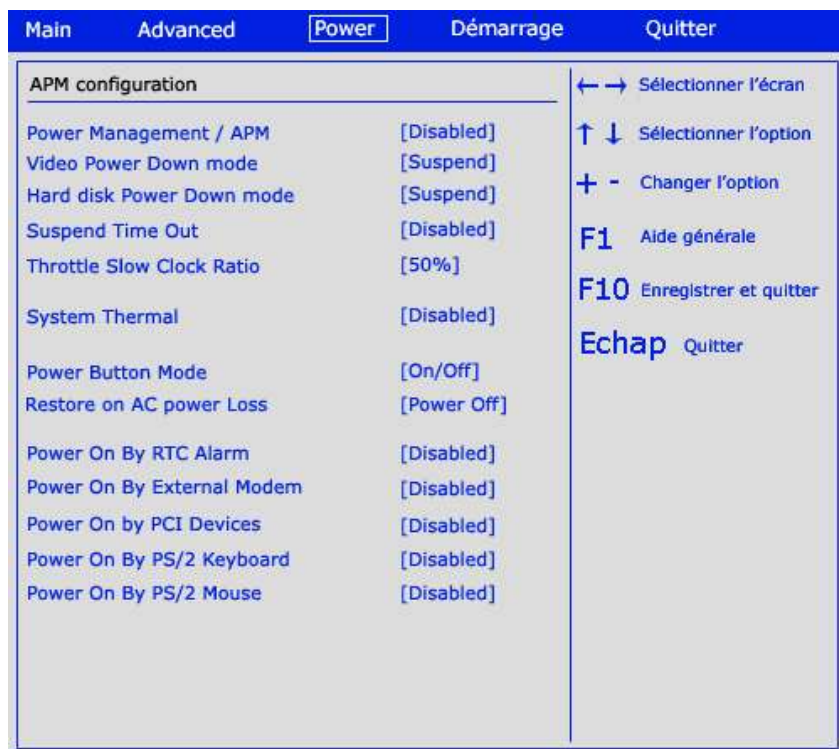 Main Advanced Power Démarrage Quitter
APM configuration
Power Management / APM [Disabled]
Video Power Down mode [Suspend]
Hard disk Power Down mode [Suspend]
Suspend Time Out [Disabled]
Throttle Slow Clock Ratio [50%]
System Thermal [Disabled]
Power Button Mode [On/Off]
Restore on AC power Loss [Power Off]
Power On By RTC Alarm [Disabled]
Power On By External Modem [Disabled]
Power On by PCI Devices [Disabled]
Power On By PS/2 Keyboard [Disabled]
Power On By PS/2 Mouse [Disabled]
← → Sélectionner l'écran
↑ ↓ Sélectionner l'option
+ - Changer l'option
F1 Aide générale
F10 Enregistrer et quitter
Echap Quitter